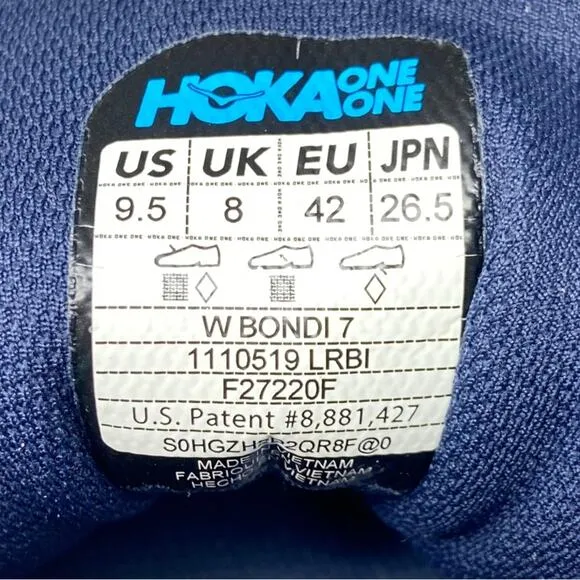 HOKA ONE ONE
US UK EU JPN
9.5 8 42 26.5
W BONDI 7
1110519 LRBI
F27220F
U.S. Patent #8,881,427
MADE IN VIETNAM